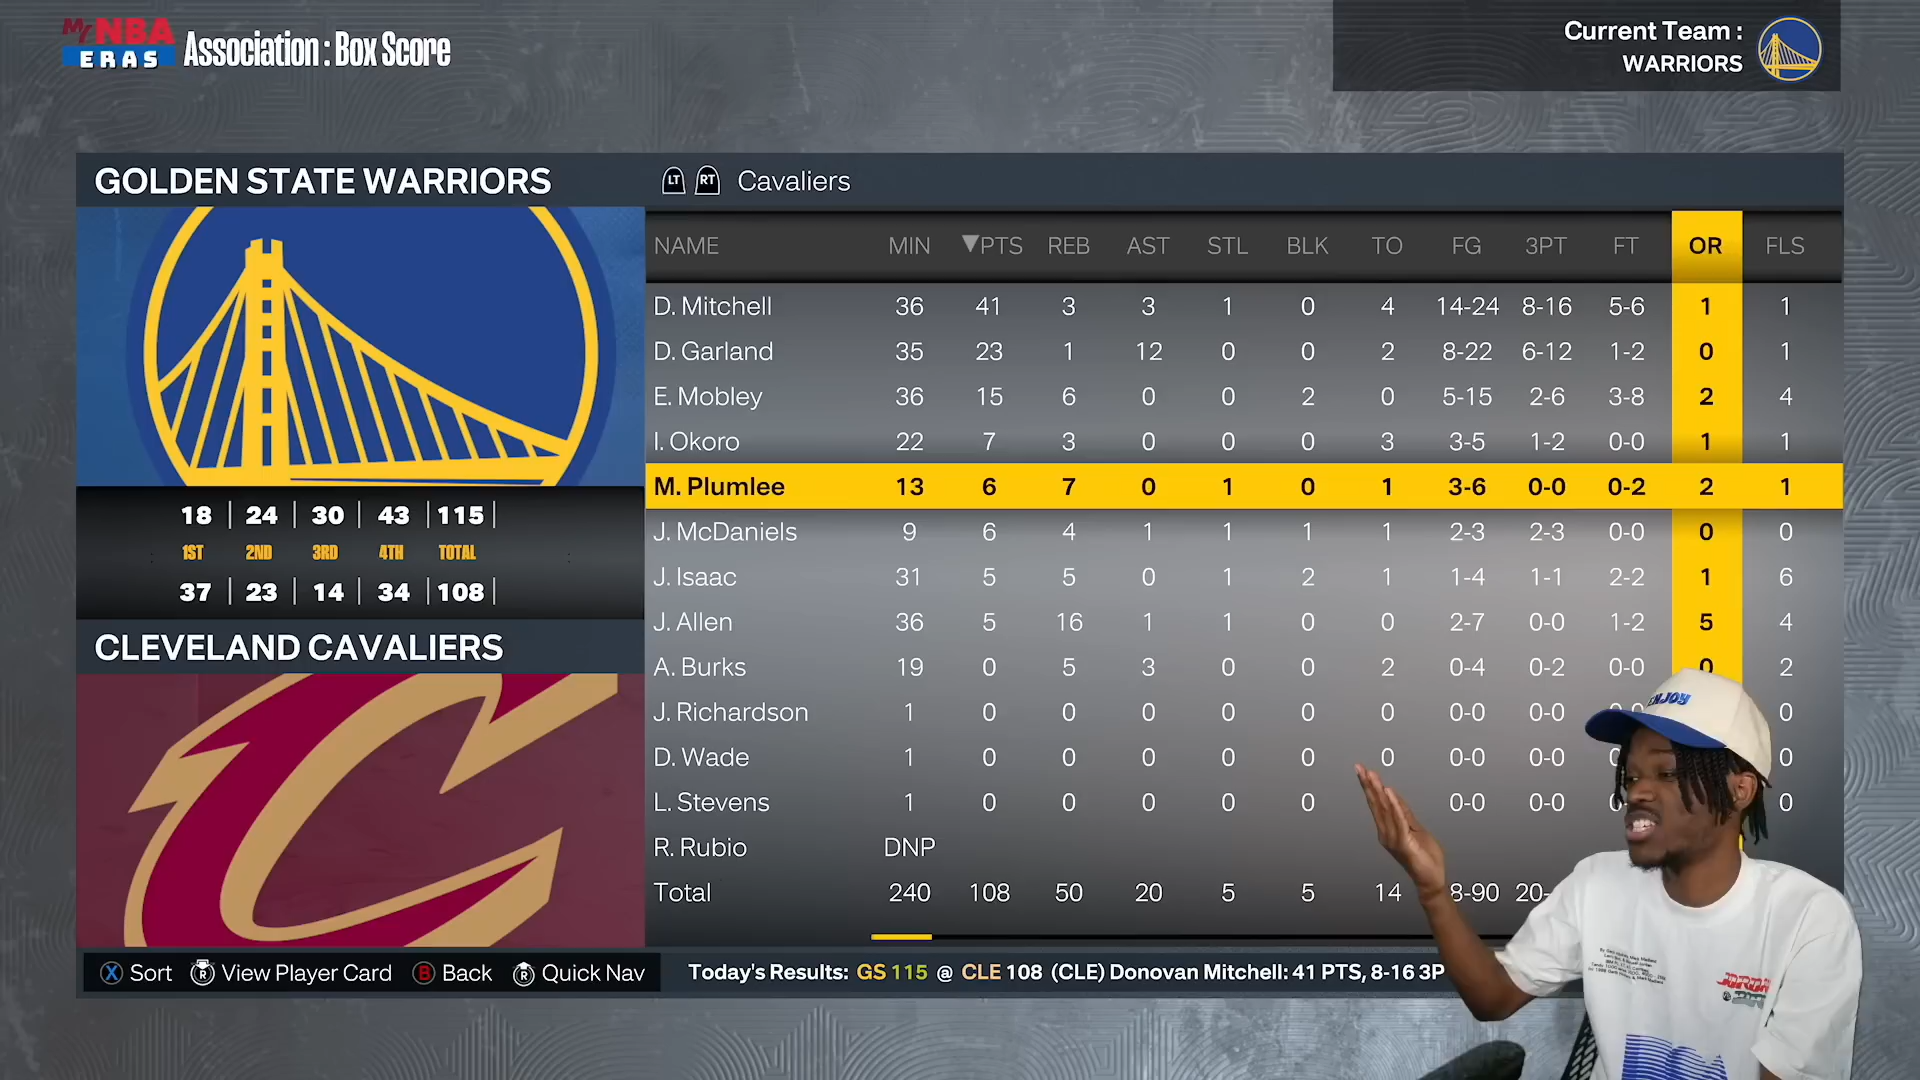 MyNBA
ERAS
Association : Box Score
Current Team :
WARRIORS
GOLDEN STATE WARRIORS
18 | 24 | 30 | 43 | 115 |
1ST 2ND 3RD 4TH TOTAL
37 | 23 | 14 | 34 | 108 |
CLEVELAND CAVALIERS
LT RT Cavaliers
NAME MIN ▼PTS REB AST STL BLK TO FG 3PT FT OR FLS
D. Mitchell 36 41 3 3 1 0 4 14-24 8-16 5-6 1 1
D. Garland 35 23 1 12 0 0 2 8-22 6-12 1-2 0 1
E. Mobley 36 15 6 0 0 2 0 5-15 2-6 3-8 2 4
I. Okoro 22 7 3 0 0 0 3 3-5 1-2 0-0 1 1
M. Plumlee 13 6 7 0 1 0 1 3-6 0-0 0-2 2 1
J. McDaniels 9 6 4 1 1 1 1 2-3 2-3 0-0 0 0
J. Isaac 31 5 5 0 1 2 1 1-4 1-1 2-2 1 6
J. Allen 36 5 16 1 1 0 0 2-7 0-0 1-2 5 4
A. Burks 19 0 5 3 0 0 2 0-4 0-2 0-0 0 2
J. Richardson 1 0 0 0 0 0 0 0-0 0-0 0-0 0
D. Wade 1 0 0 0 0 0 0 0-0 0-0 0
L. Stevens 1 0 0 0 0 0 0-0 0-0 0
R. Rubio DNP
Total 240 108 50 20 5 5 14 8-90 20-
X Sort R View Player Card B Back R Quick Nav
Today's Results: GS 115 @ CLE 108 (CLE) Donovan Mitchell: 41 PTS, 8-16 3P
ENJOY
JORDAN